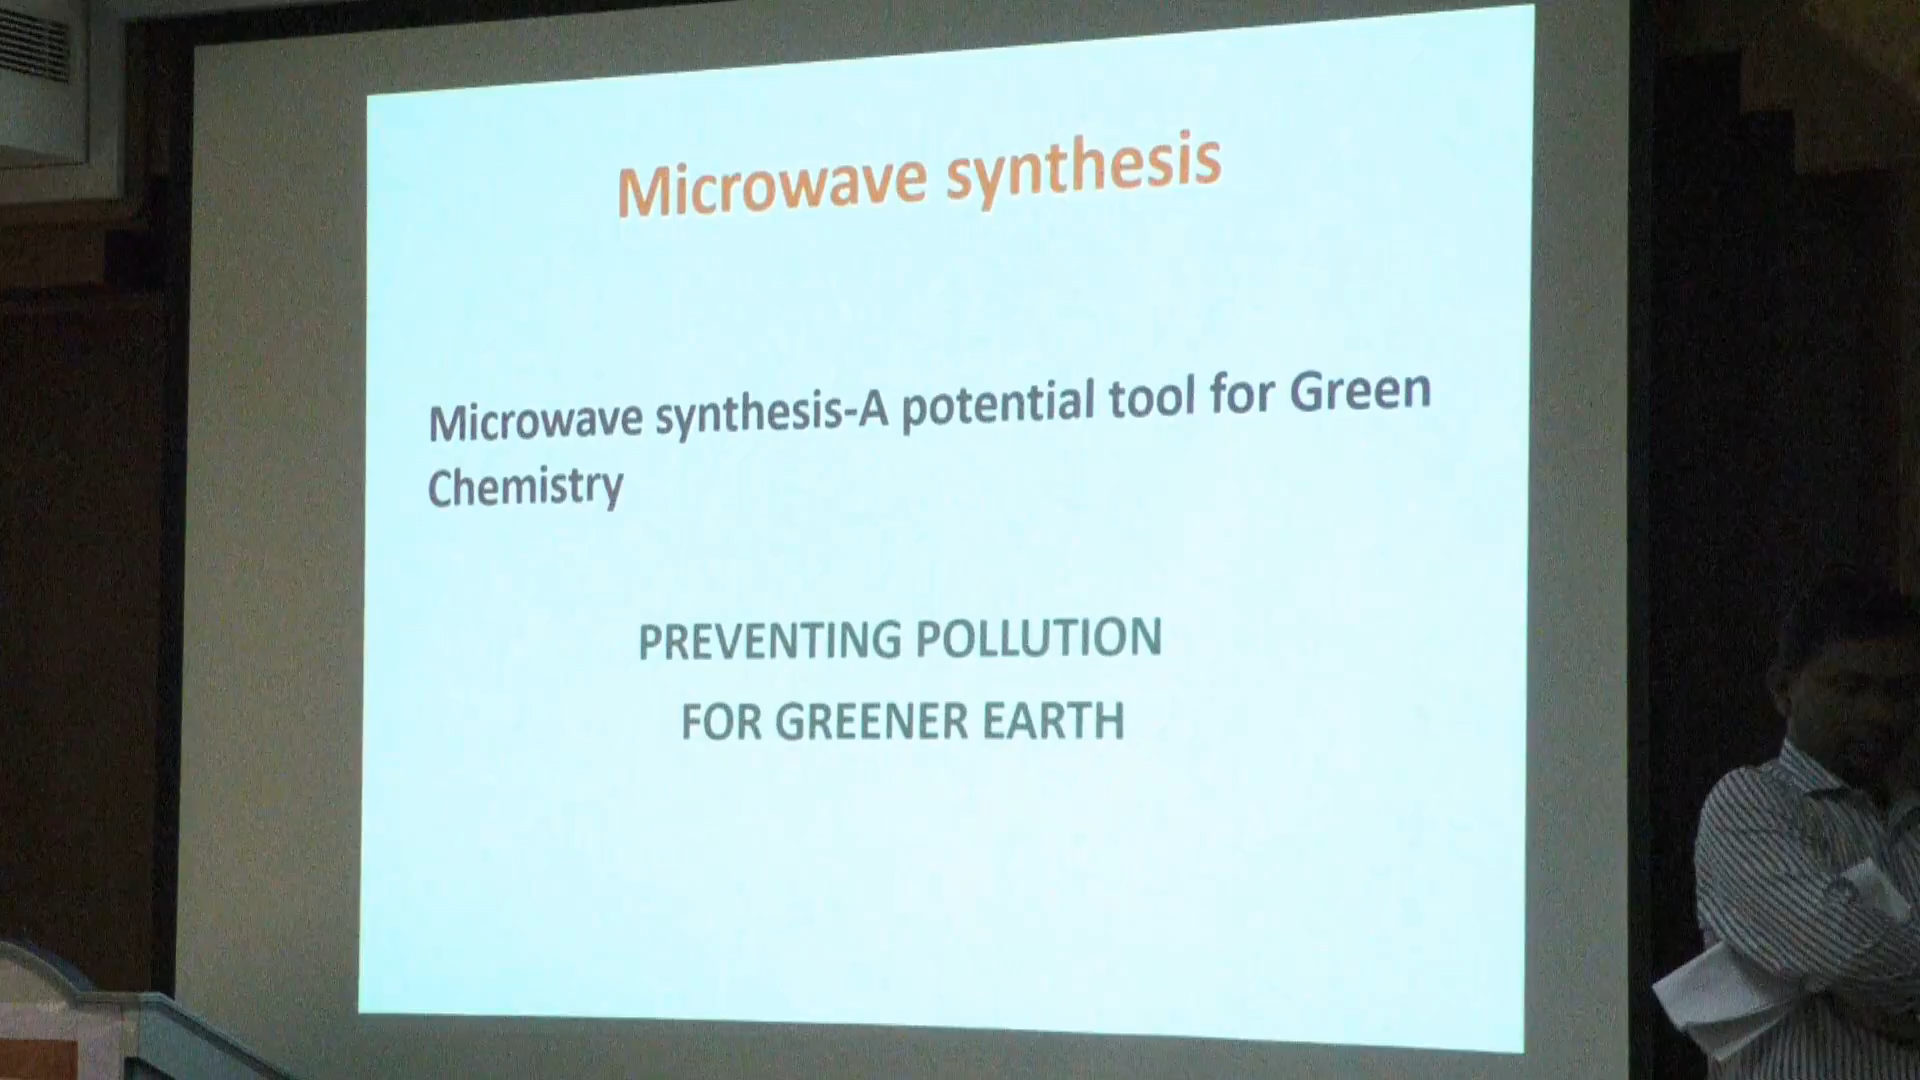 Microwave synthesis
Microwave synthesis-A potential tool for Green
Chemistry
PREVENTING POLLUTION
FOR GREENER EARTH